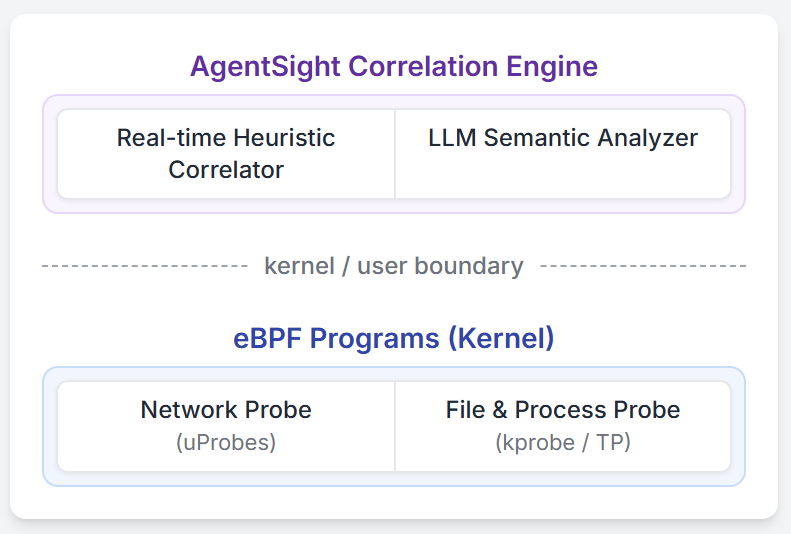 AgentSight Correlation Engine
Real-time Heuristic
Correlator
LLM Semantic Analyzer
kernel / user boundary
eBPF Programs (Kernel)
Network Probe
(uProbes)
File & Process Probe
(kprobe / TP)